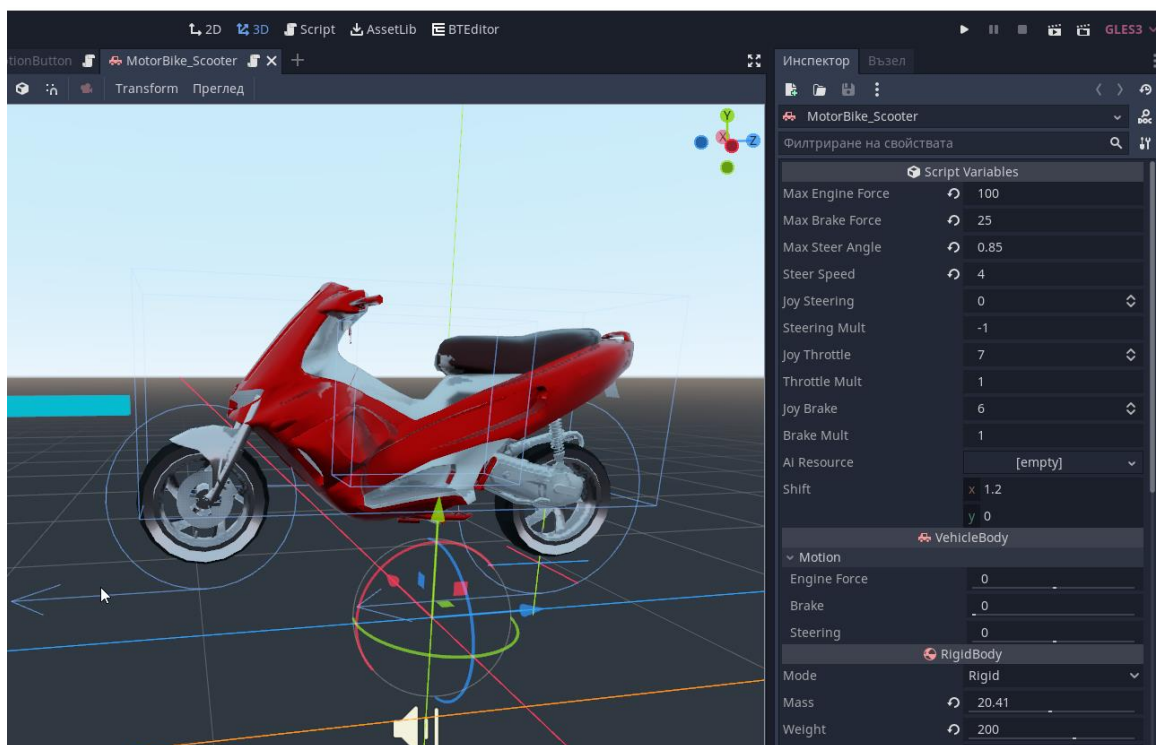 2D 3D Script AssetLib BTEditor GLES3
tionButton MotorBike_Scooter
Инспектор Възел
Transform Преглед
MotorBike_Scooter DOC
Филтриране на свойствата
Y
X Z
Script Variables
Max Engine Force 100
Max Brake Force 25
Max Steer Angle 0.85
Steer Speed 4
Joy Steering 0
Steering Mult -1
Joy Throttle 7
Throttle Mult 1
Joy Brake 6
Brake Mult 1
Ai Resource [empty]
Shift x 1.2
y 0
VehicleBody
Motion
Engine Force 0
Brake 0
Steering 0
RigidBody
Mode Rigid
Mass 20.41
Weight 200